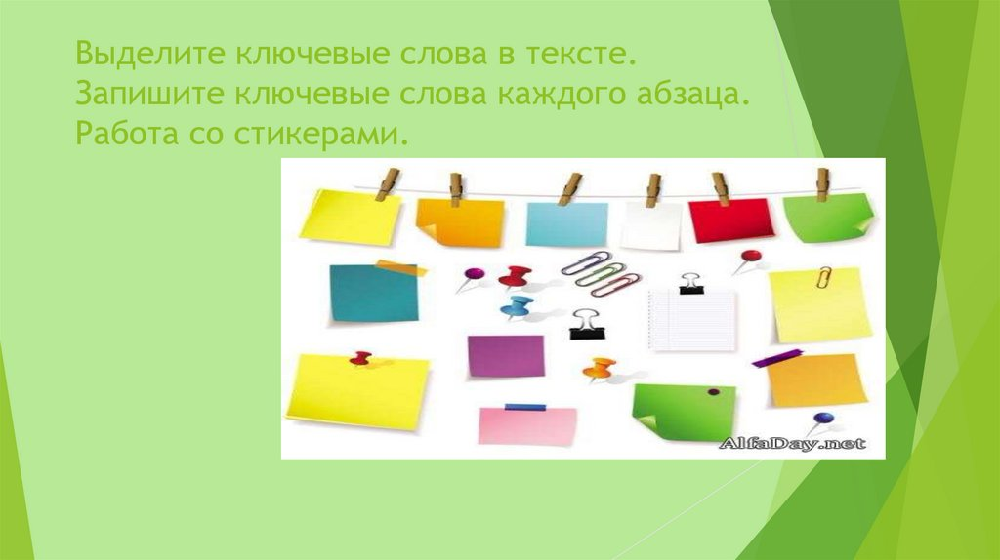 Выделите ключевые слова в тексте.
Запишите ключевые слова каждого абзаца.
Работа со стикерами.
AlfaDay.net